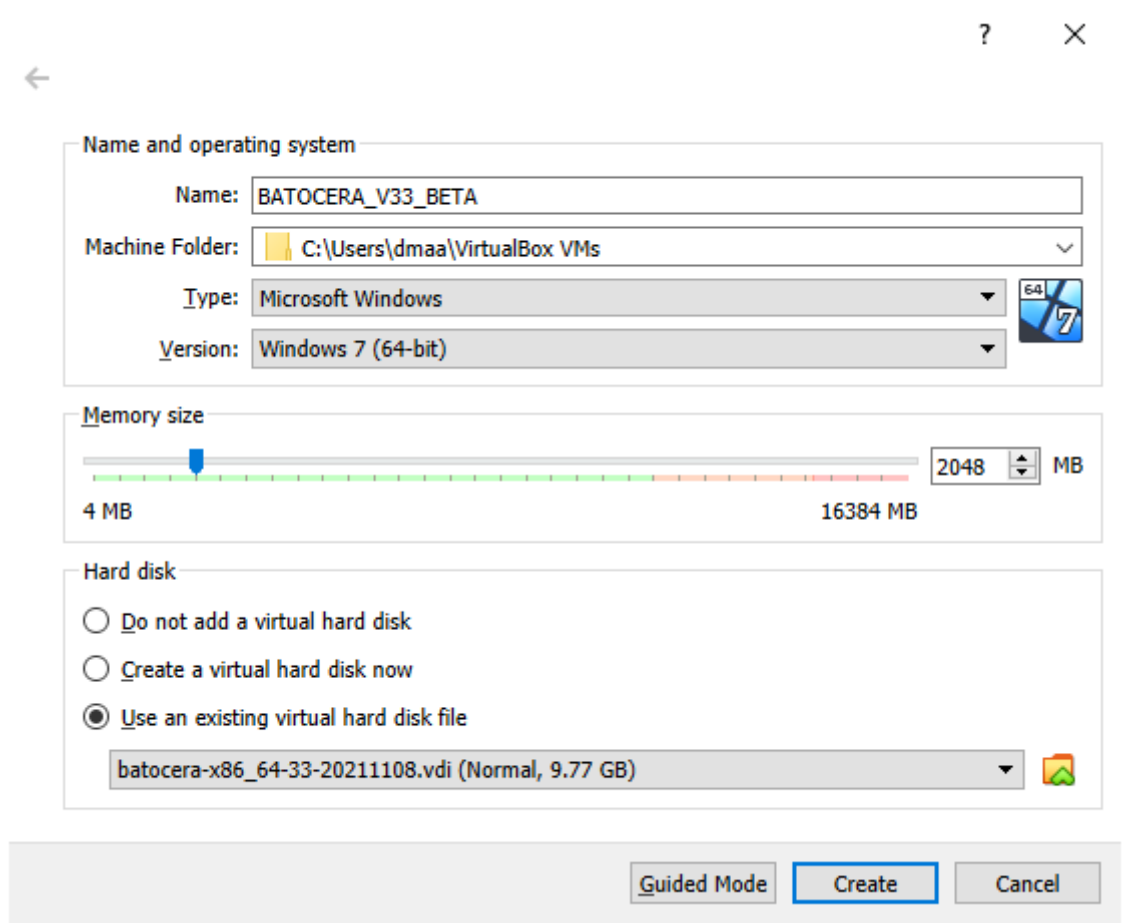 ?
Name and operating system
Name: BATOCERA_V33_BETA
Machine Folder: C:\Users\dmaa\VirtualBox VMs
Type: Microsoft Windows 64
Version: Windows 7 (64-bit) 7
Memory size
2048 MB
4 MB 16384 MB
Hard disk
Do not add a virtual hard disk
Create a virtual hard disk now
Use an existing virtual hard disk file
batocera-x86_64-33-20211108.vdi (Normal, 9.77 GB)
Guided Mode Create Cancel